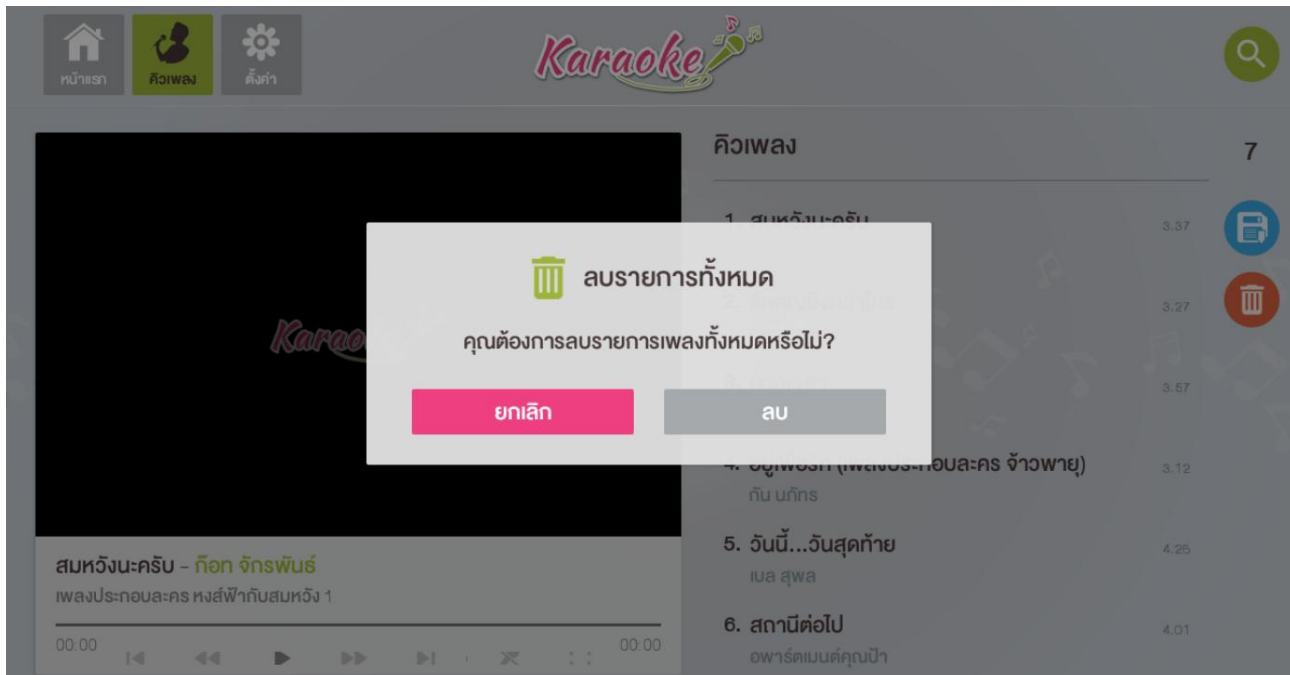 หน้าแรก
คิวเพลง
ตั้งค่า
Karaoke
คิวเพลง 7
1. สมหวังนะครับ 3.37
3.27
3.57
ลบรายการทั้งหมด
คุณต้องการลบรายการเพลงทั้งหมดหรือไม่?
ยกเลิก ลบ
4. อยู่เพื่อรัก (เพลงประกอบละคร จ้าวพายุ) 3.12
กัน นภัทร
5. วันนี้...วันสุดท้าย 4.25
เบล สุพล
6. สถานีต่อไป 4.01
อพาร์ตเมนต์คุณป้า
สมหวังนะครับ - ก๊อท จักรพันธ์
เพลงประกอบละคร หงส์ฟ้ากับสมหวัง 1
00:00 00:00